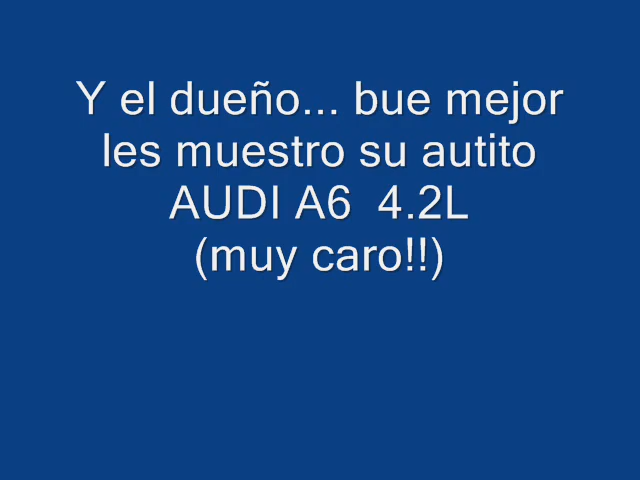 Y el dueño... bue mejor
les muestro su autito
AUDI A6  4.2L
(muy caro!!)